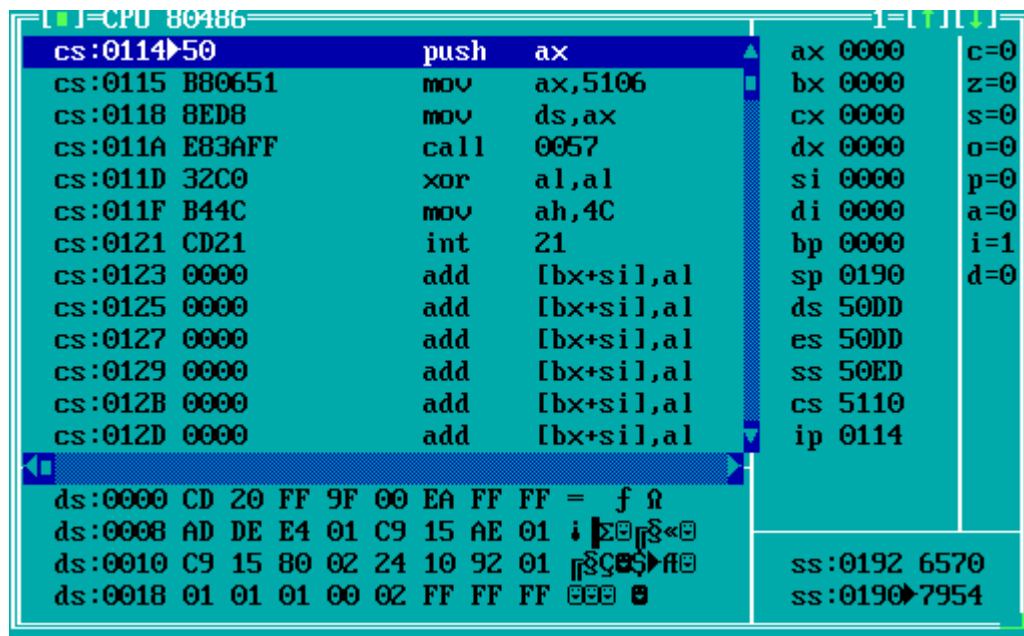 [■]=CPU 80486 1=[↑][↓]
cs:0114►50 push ax ax 0000 c=0
cs:0115 B80651 mov ax,5106 bx 0000 z=0
cs:0118 8ED8 mov ds,ax cx 0000 s=0
cs:011A E83AFF call 0057 dx 0000 o=0
cs:011D 32C0 xor al,al si 0000 p=0
cs:011F B44C mov ah,4C di 0000 a=0
cs:0121 CD21 int 21 bp 0000 i=1
cs:0123 0000 add [bx+si],al sp 0190 d=0
cs:0125 0000 add [bx+si],al ds 50DD
cs:0127 0000 add [bx+si],al es 50DD
cs:0129 0000 add [bx+si],al ss 50ED
cs:012B 0000 add [bx+si],al cs 5110
cs:012D 0000 add [bx+si],al ip 0114
ds:0000 CD 20 FF 9F 00 EA FF FF = ƒ Ω
ds:0008 AD DE E4 01 C9 15 AE 01 ¡▐Σ☺╔§«☺
ds:0010 C9 15 80 02 24 10 92 01 ╔§Ç☻$►Æ☺ ss:0192 6570
ds:0018 01 01 01 00 02 FF FF FF ☺☺☺ ☻ ss:0190►7954